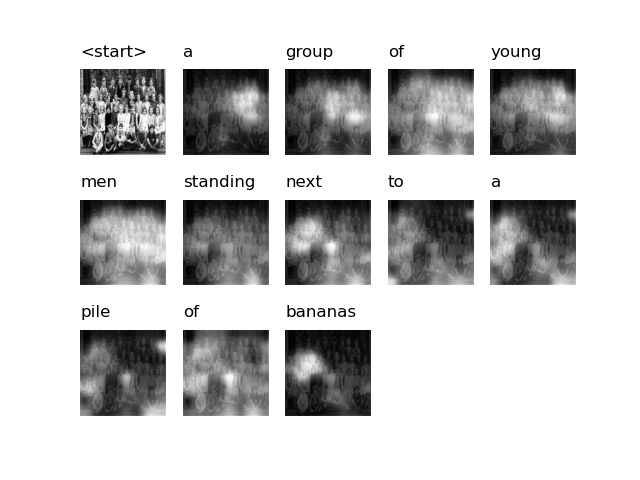 <start> a group of young
men standing next to a
pile of bananas